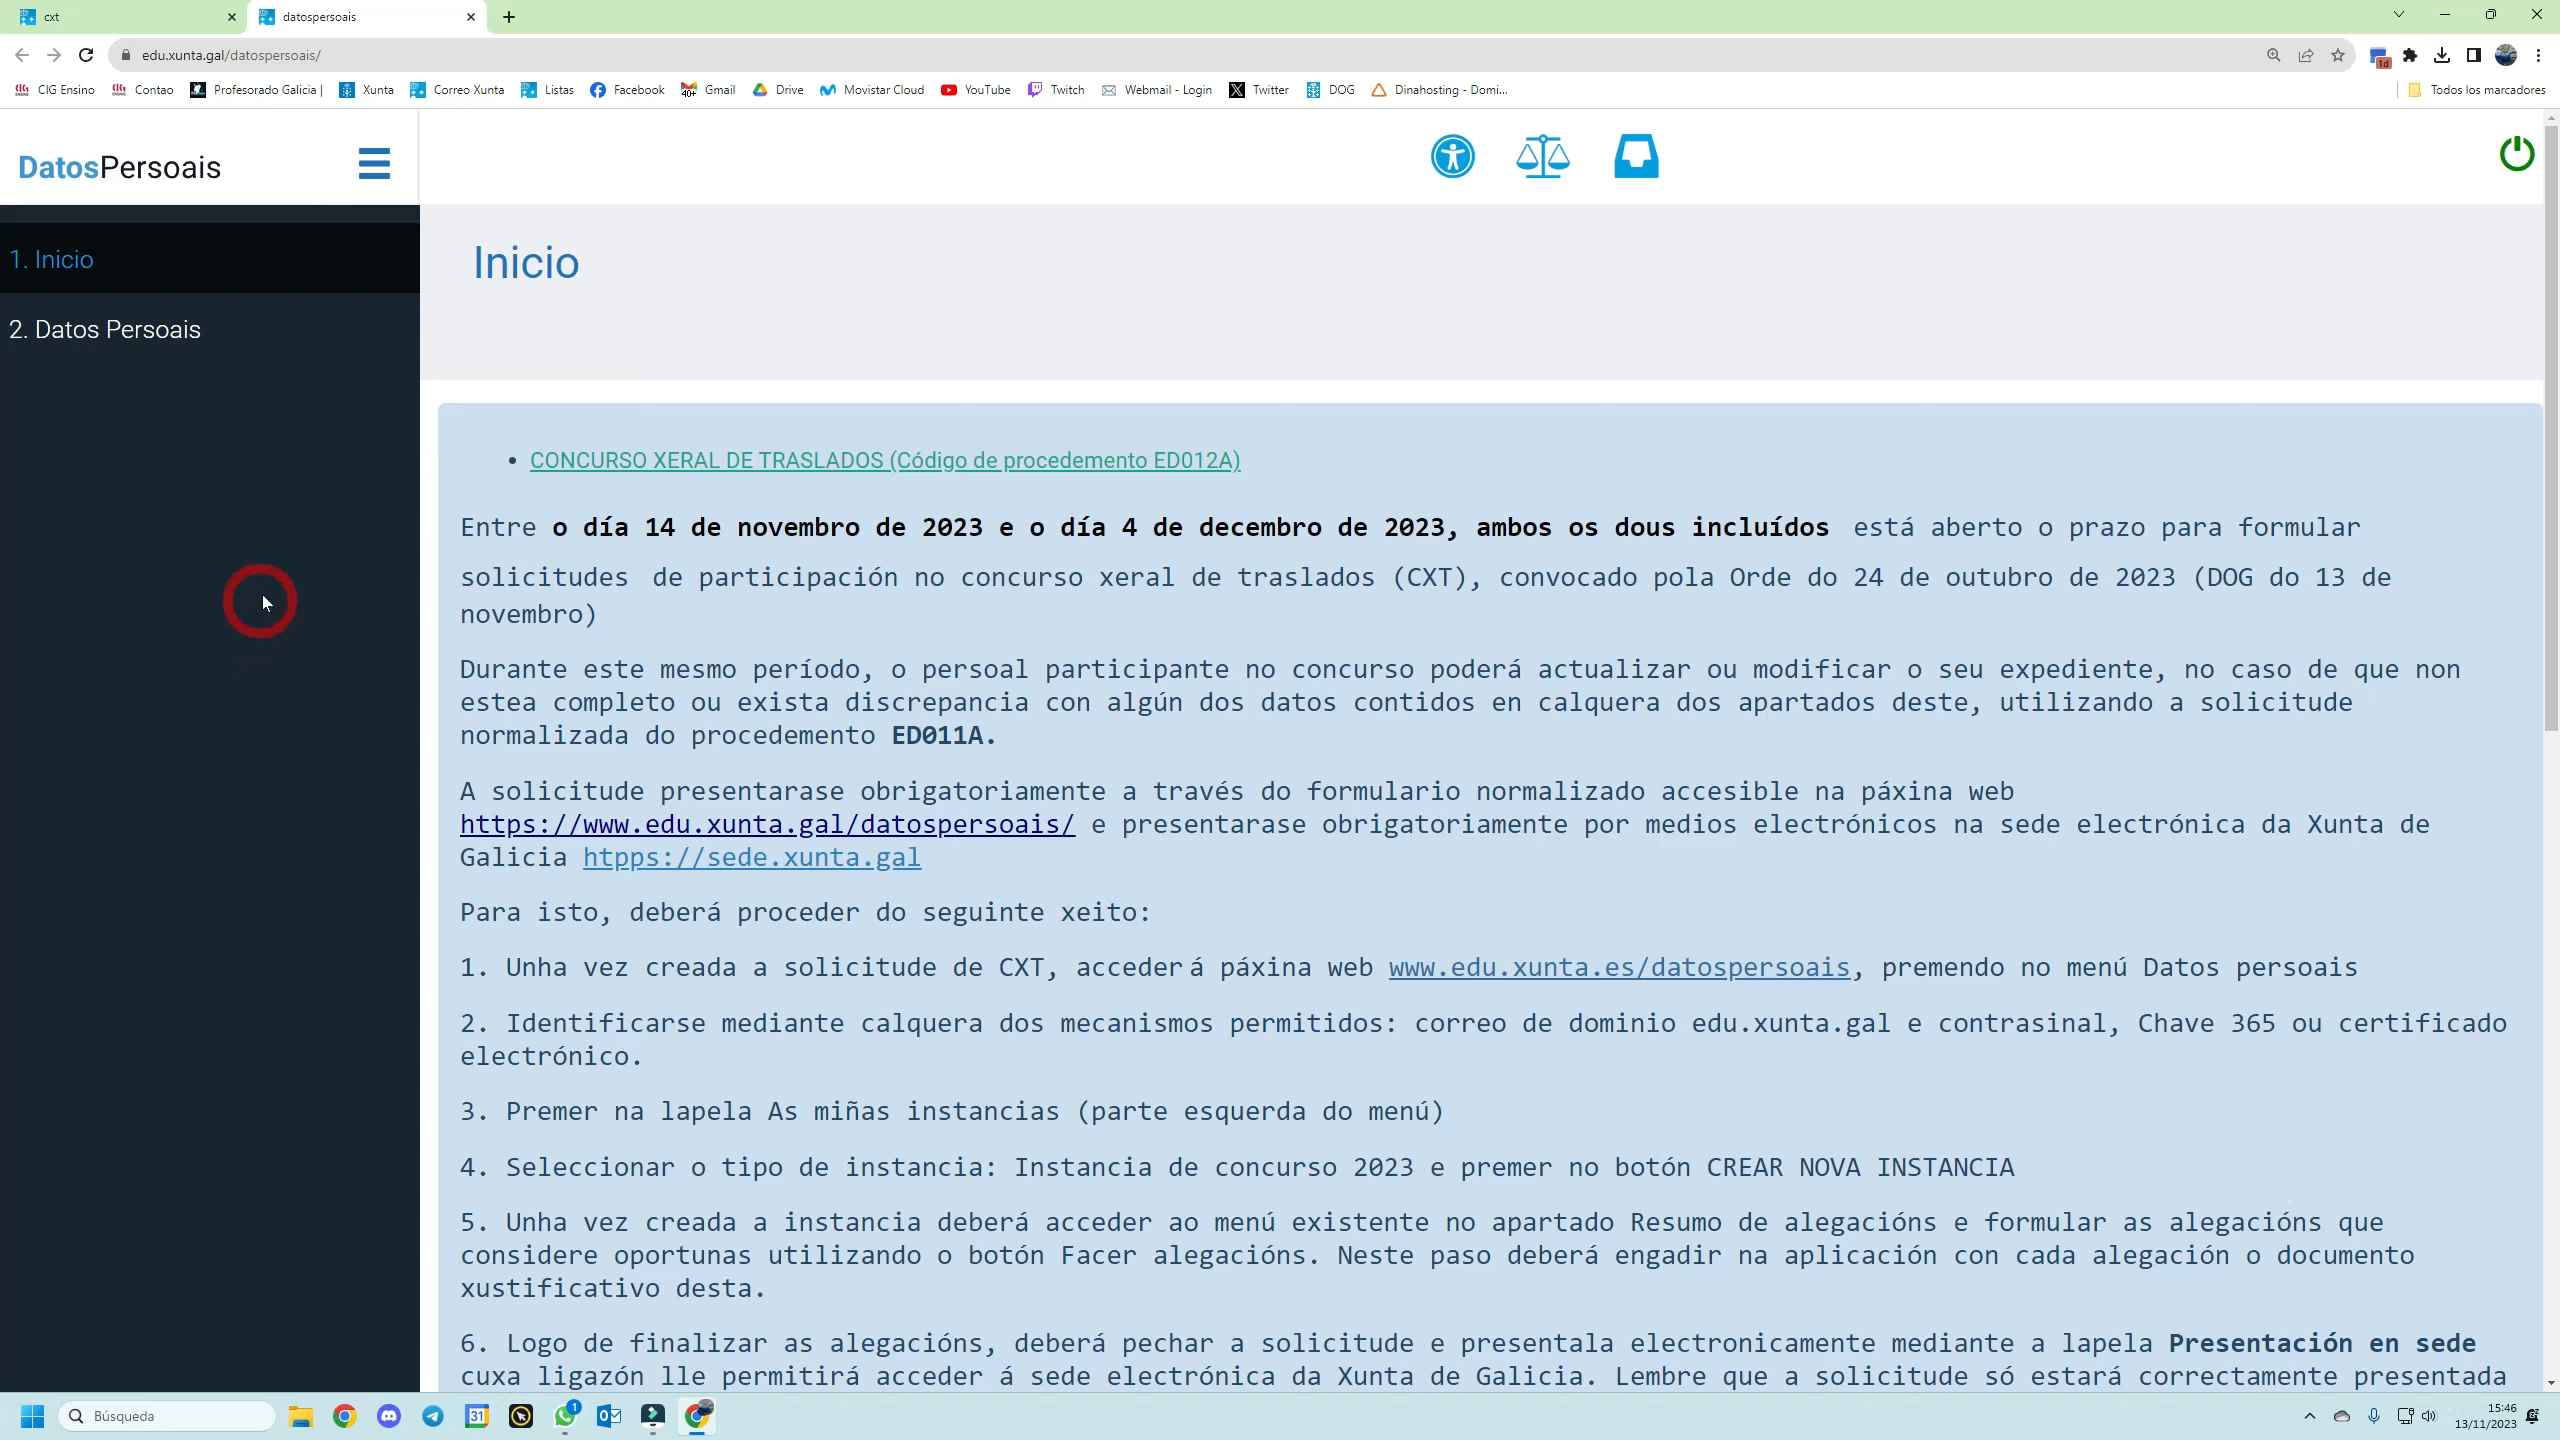 cxt
datospersoais
edu.xunta.gal/datospersoais/
1d
CIG Ensino
Contao
Profesorado Galicia |
Xunta
Correo Xunta
Listas
Facebook
40+
Gmail
Drive
Movistar Cloud
YouTube
Twitch
Webmail - Login
Twitter
DOG
Dinahosting - Domi...
Todos los marcadores
DatosPersoais
1. Inicio
2. Datos Persoais
Inicio
• CONCURSO XERAL DE TRASLADOS (Código de procedemento ED012A)
Entre o día 14 de novembro de 2023 e o día 4 de decembro de 2023, ambos os dous incluídos está aberto o prazo para formular
solicitudes de participación no concurso xeral de traslados (CXT), convocado pola Orde do 24 de outubro de 2023 (DOG do 13 de
novembro)
Durante este mesmo período, o persoal participante no concurso poderá actualizar ou modificar o seu expediente, no caso de que non
estea completo ou exista discrepancia con algún dos datos contidos en calquera dos apartados deste, utilizando a solicitude
normalizada do procedemento ED011A.
A solicitude presentarase obrigatoriamente a través do formulario normalizado accesible na páxina web
https://www.edu.xunta.gal/datospersoais/ e presentarase obrigatoriamente por medios electrónicos na sede electrónica da Xunta de
Galicia htpps://sede.xunta.gal
Para isto, deberá proceder do seguinte xeito:
1. Unha vez creada a solicitude de CXT, acceder á páxina web www.edu.xunta.es/datospersoais, premendo no menú Datos persoais
2. Identificarse mediante calquera dos mecanismos permitidos: correo de dominio edu.xunta.gal e contrasinal, Chave 365 ou certificado
electrónico.
3. Premer na lapela As miñas instancias (parte esquerda do menú)
4. Seleccionar o tipo de instancia: Instancia de concurso 2023 e premer no botón CREAR NOVA INSTANCIA
5. Unha vez creada a instancia deberá acceder ao menú existente no apartado Resumo de alegacións e formular as alegacións que
considere oportunas utilizando o botón Facer alegacións. Neste paso deberá engadir na aplicación con cada alegación o documento
xustificativo desta.
6. Logo de finalizar as alegacións, deberá pechar a solicitude e presentala electronicamente mediante a lapela Presentación en sede
cuxa ligazón lle permitirá acceder á sede electrónica da Xunta de Galicia. Lembre que a solicitude só estará correctamente presentada
Búsqueda
31
1
15:46
13/11/2023